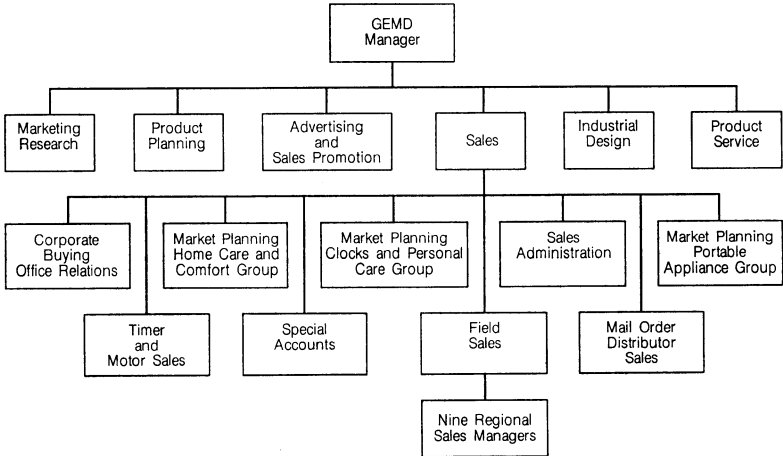 GEMD
Manager
Marketing
Research
Product
Planning
Advertising
and
Sales Promotion
Sales
Industrial
Design
Product
Service
Corporate
Buying
Office Relations
Market Planning
Home Care and
Comfort Group
Market Planning
Clocks and Personal
Care Group
Sales
Administration
Market Planning
Portable
Appliance Group
Timer
and
Motor Sales
Special
Accounts
Field
Sales
Mail Order
Distributor
Sales
Nine Regional
Sales Managers